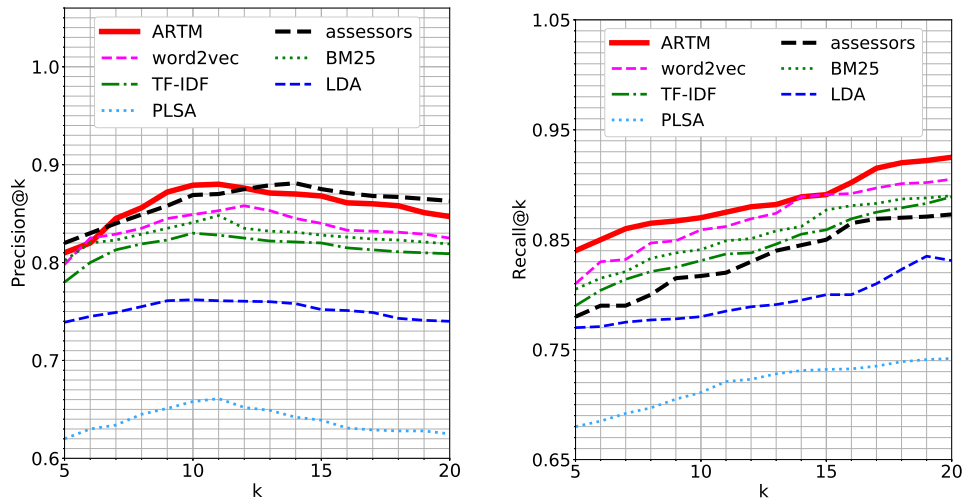 ARTM
word2vec
TF-IDF
PLSA
assessors
BM25
LDA
1.0
0.9
0.8
0.7
0.6
Precision@k
5
10
15
20
k
ARTM
word2vec
TF-IDF
PLSA
assessors
BM25
LDA
1.05
0.95
0.85
0.75
0.65
Recall@k
5
10
15
20
k